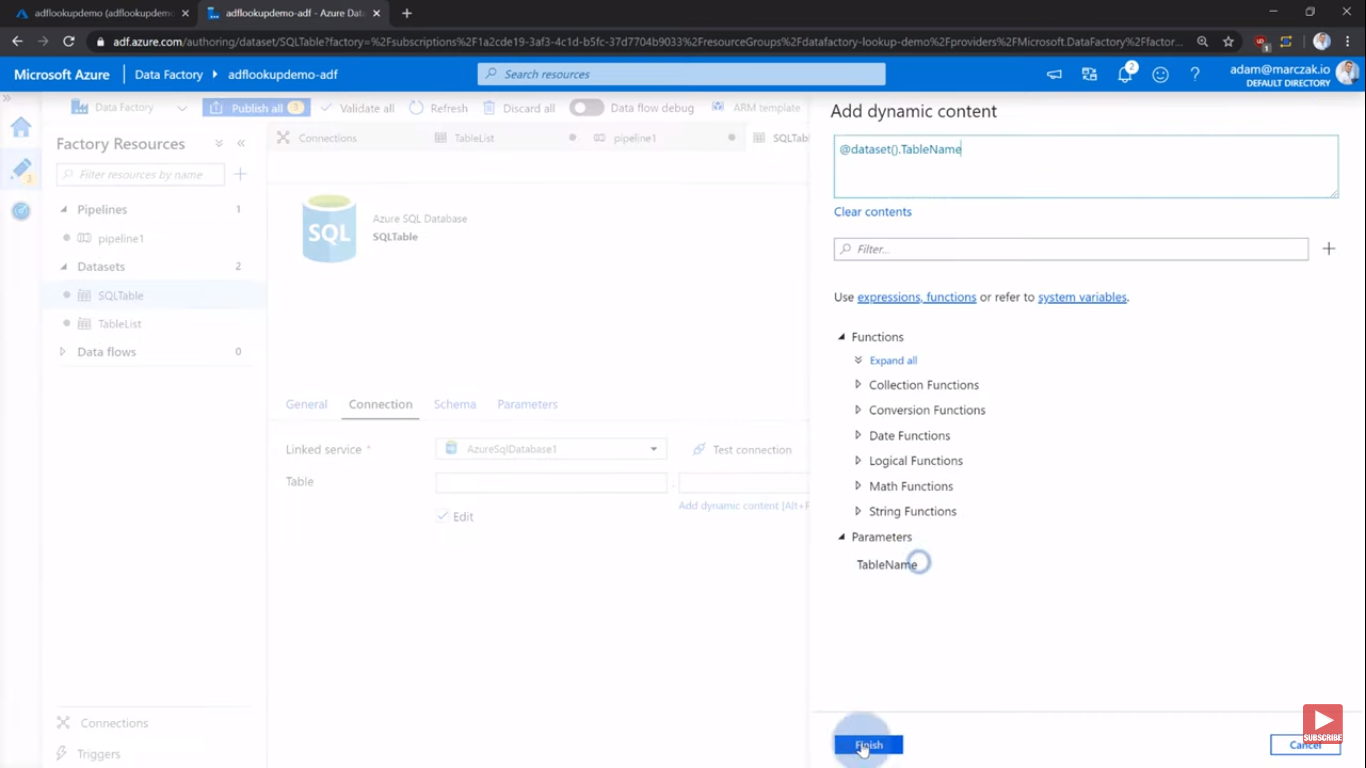 adflookupdemo (adflookupdemo
adflookupdemo-adf - Azure Data
adf.azure.com/authoring/dataset/SQLTable?factory=%2Fsubscriptions%2F1a2cde19-3af3-4c1d-b5fc-37d7704b9033%2FresourceGroups%2Fdatafactory-lookup-demo%2Fproviders%2FMicrosoft.DataFactory%2Ffactor...
Microsoft Azure
Data Factory
adflookupdemo-adf
Search resources
2
adam@marczak.io
DEFAULT DIRECTORY
Data Factory
Publish all 3
Validate all
Refresh
Discard all
Data flow debug
ARM template
Add dynamic content
Factory Resources
Connections
TableList
pipeline1
SQLTab
@dataset().TableName
3
Filter resources by name
Clear contents
Pipelines 1
pipeline1
Datasets 2
SQLTable
TableList
Data flows 0
SQL
Azure SQL Database
SQLTable
Filter...
Use expressions, functions or refer to system variables.
Functions
Expand all
Collection Functions
Conversion Functions
Date Functions
Logical Functions
Math Functions
String Functions
Parameters
TableName
General
Connection
Schema
Parameters
Linked service *
AzureSqlDatabase1
Test connection
Table
.
Add dynamic content [Alt+P
Edit
Connections
Triggers
Finish
Cancel
SUBSCRIBE